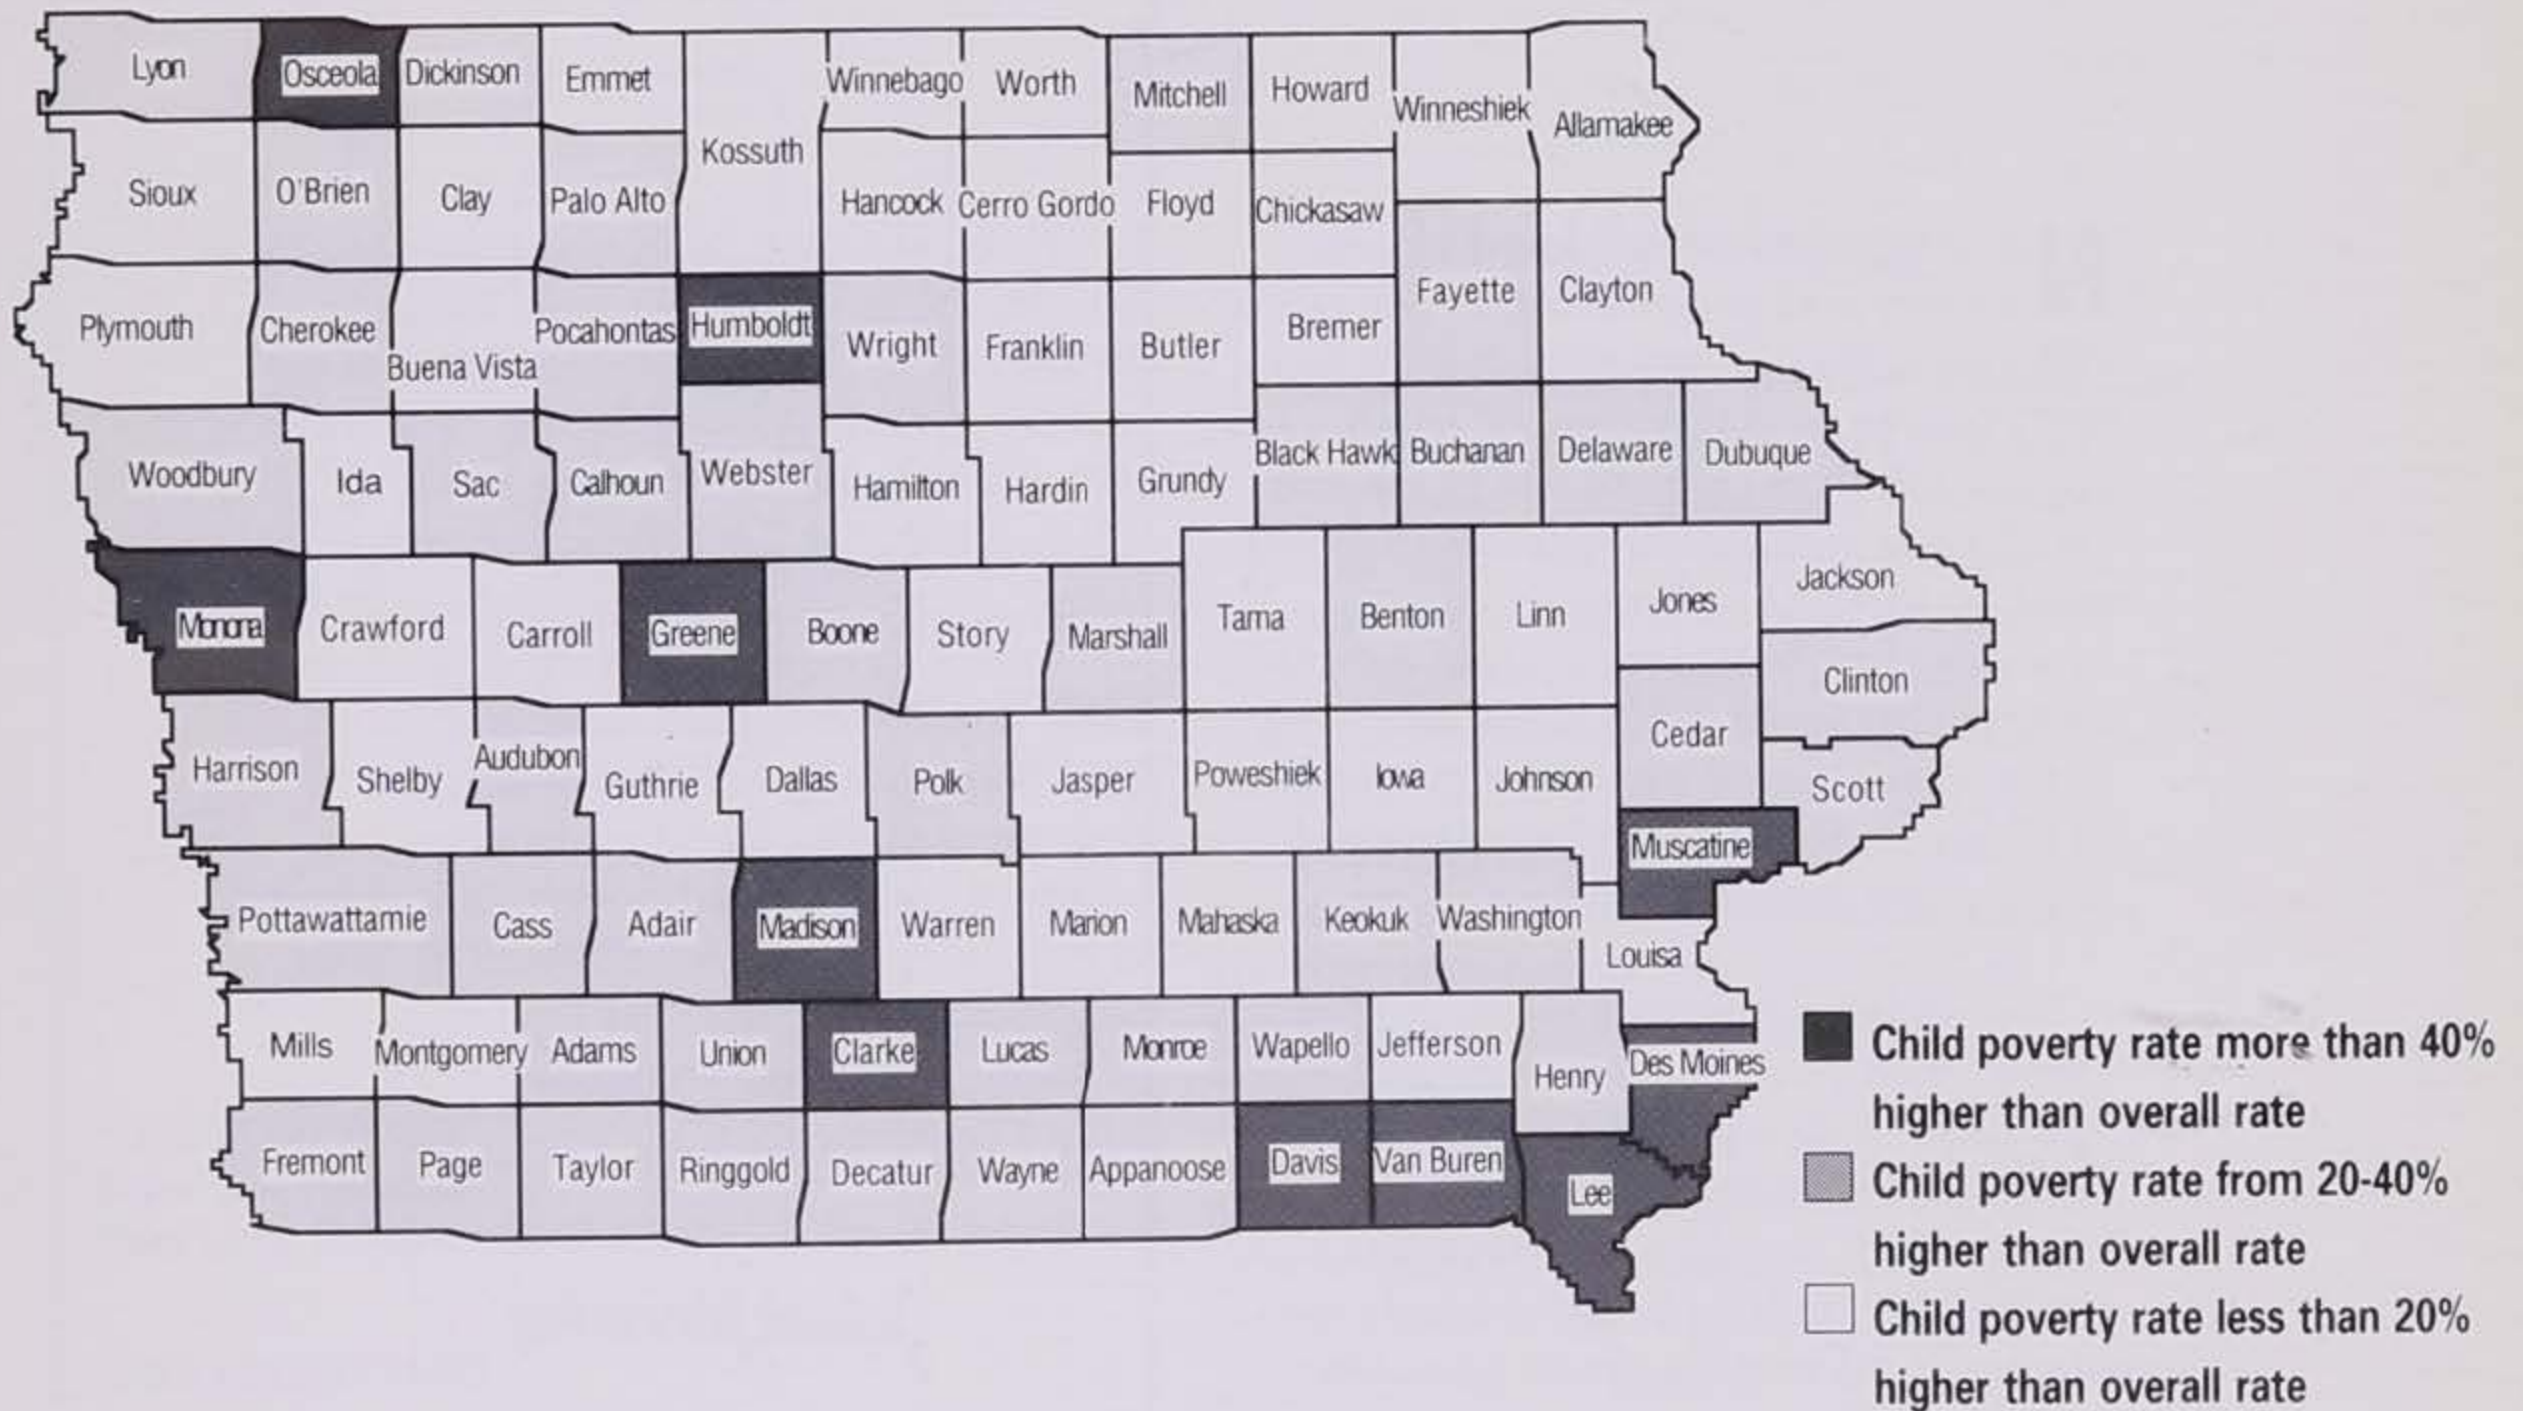 Lyon Osceola Dickinson Emmet Winnebago Worth Mitchell Howard Winneshiek Allamakee
Kossuth
Sioux O'Brien Clay Palo Alto Hancock Cerro Gordo Floyd Chickasaw
Fayette Clayton
Plymouth Cherokee Buena Vista Pocahontas Humboldt Wright Franklin Butler Bremer
Woodbury Ida Sac Calhoun Webster Hamilton Hardin Grundy Black Hawk Buchanan Delaware Dubuque
Monona Crawford Carroll Greene Boone Story Marshall Tama Benton Linn Jones Jackson
Clinton
Harrison Shelby Audubon Guthrie Dallas Polk Jasper Poweshiek Iowa Johnson Cedar Scott
Muscatine
Pottawattamie Cass Adair Madison Warren Marion Mahaska Keokuk Washington Louisa
Mills Montgomery Adams Union Clarke Lucas Monroe Wapello Jefferson Henry Des Moines
Fremont Page Taylor Ringgold Decatur Wayne Appanoose Davis Van Buren Lee
Child poverty rate more than 40%
higher than overall rate
Child poverty rate from 20-40%
higher than overall rate
Child poverty rate less than 20%
higher than overall rate